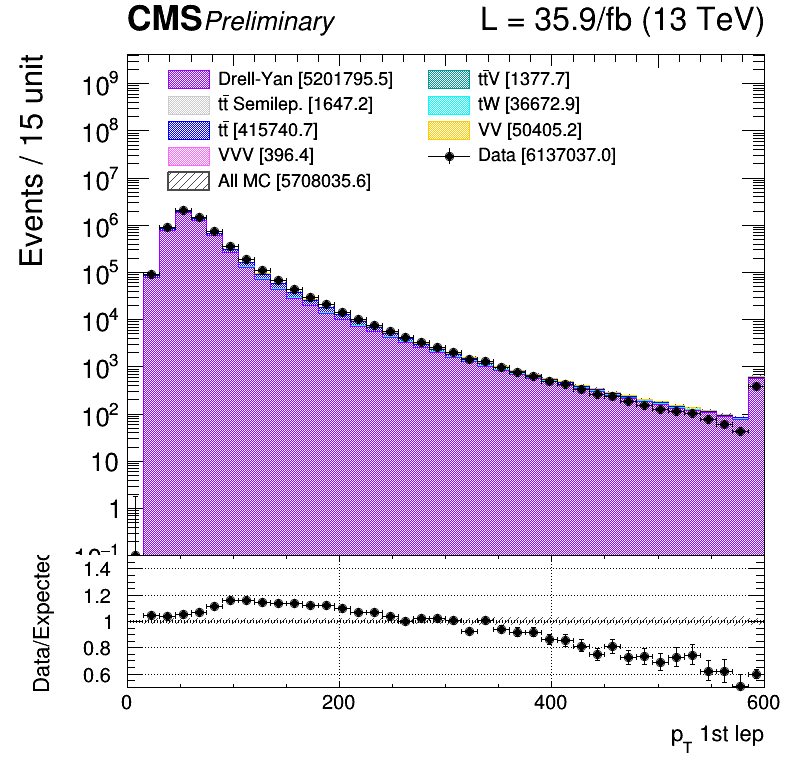 CMS Preliminary L = 35.9/fb (13 TeV)
Events / 15 unit
10⁹
10⁸
10⁷
10⁶
10⁵
10⁴
10³
10²
10
1
10⁻¹
Drell-Yan [5201795.5]
tt̄ Semilep. [1647.2]
tt̄ [415740.7]
VVV [396.4]
All MC [5708035.6]
tt̄V [1377.7]
tW [36672.9]
VV [50405.2]
Data [6137037.0]
Data/Expected
1.4
1.2
1
0.8
0.6
0 200 400 600
p_T 1st lep